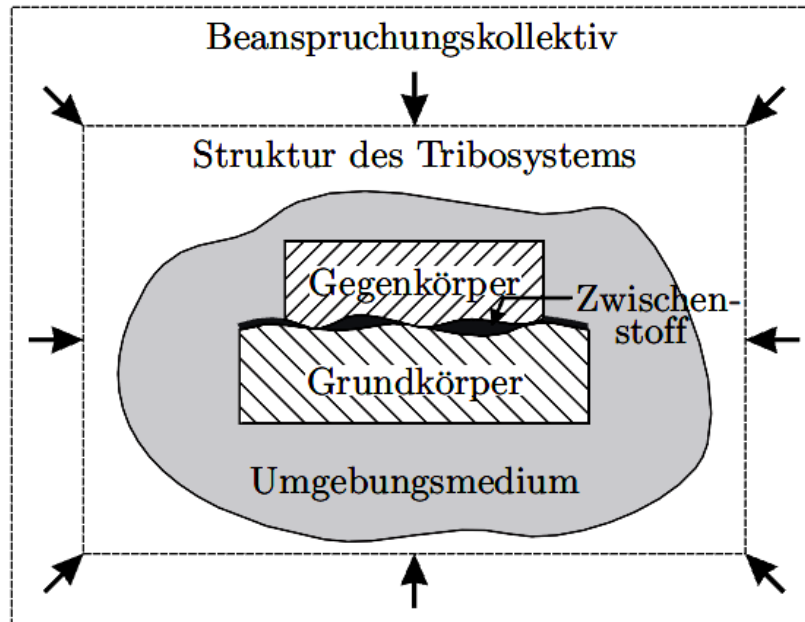 Beanspruchungskollektiv
Struktur des Tribosystems
Gegenkörper
Zwischen-
stoff
Grundkörper
Umgebungsmedium